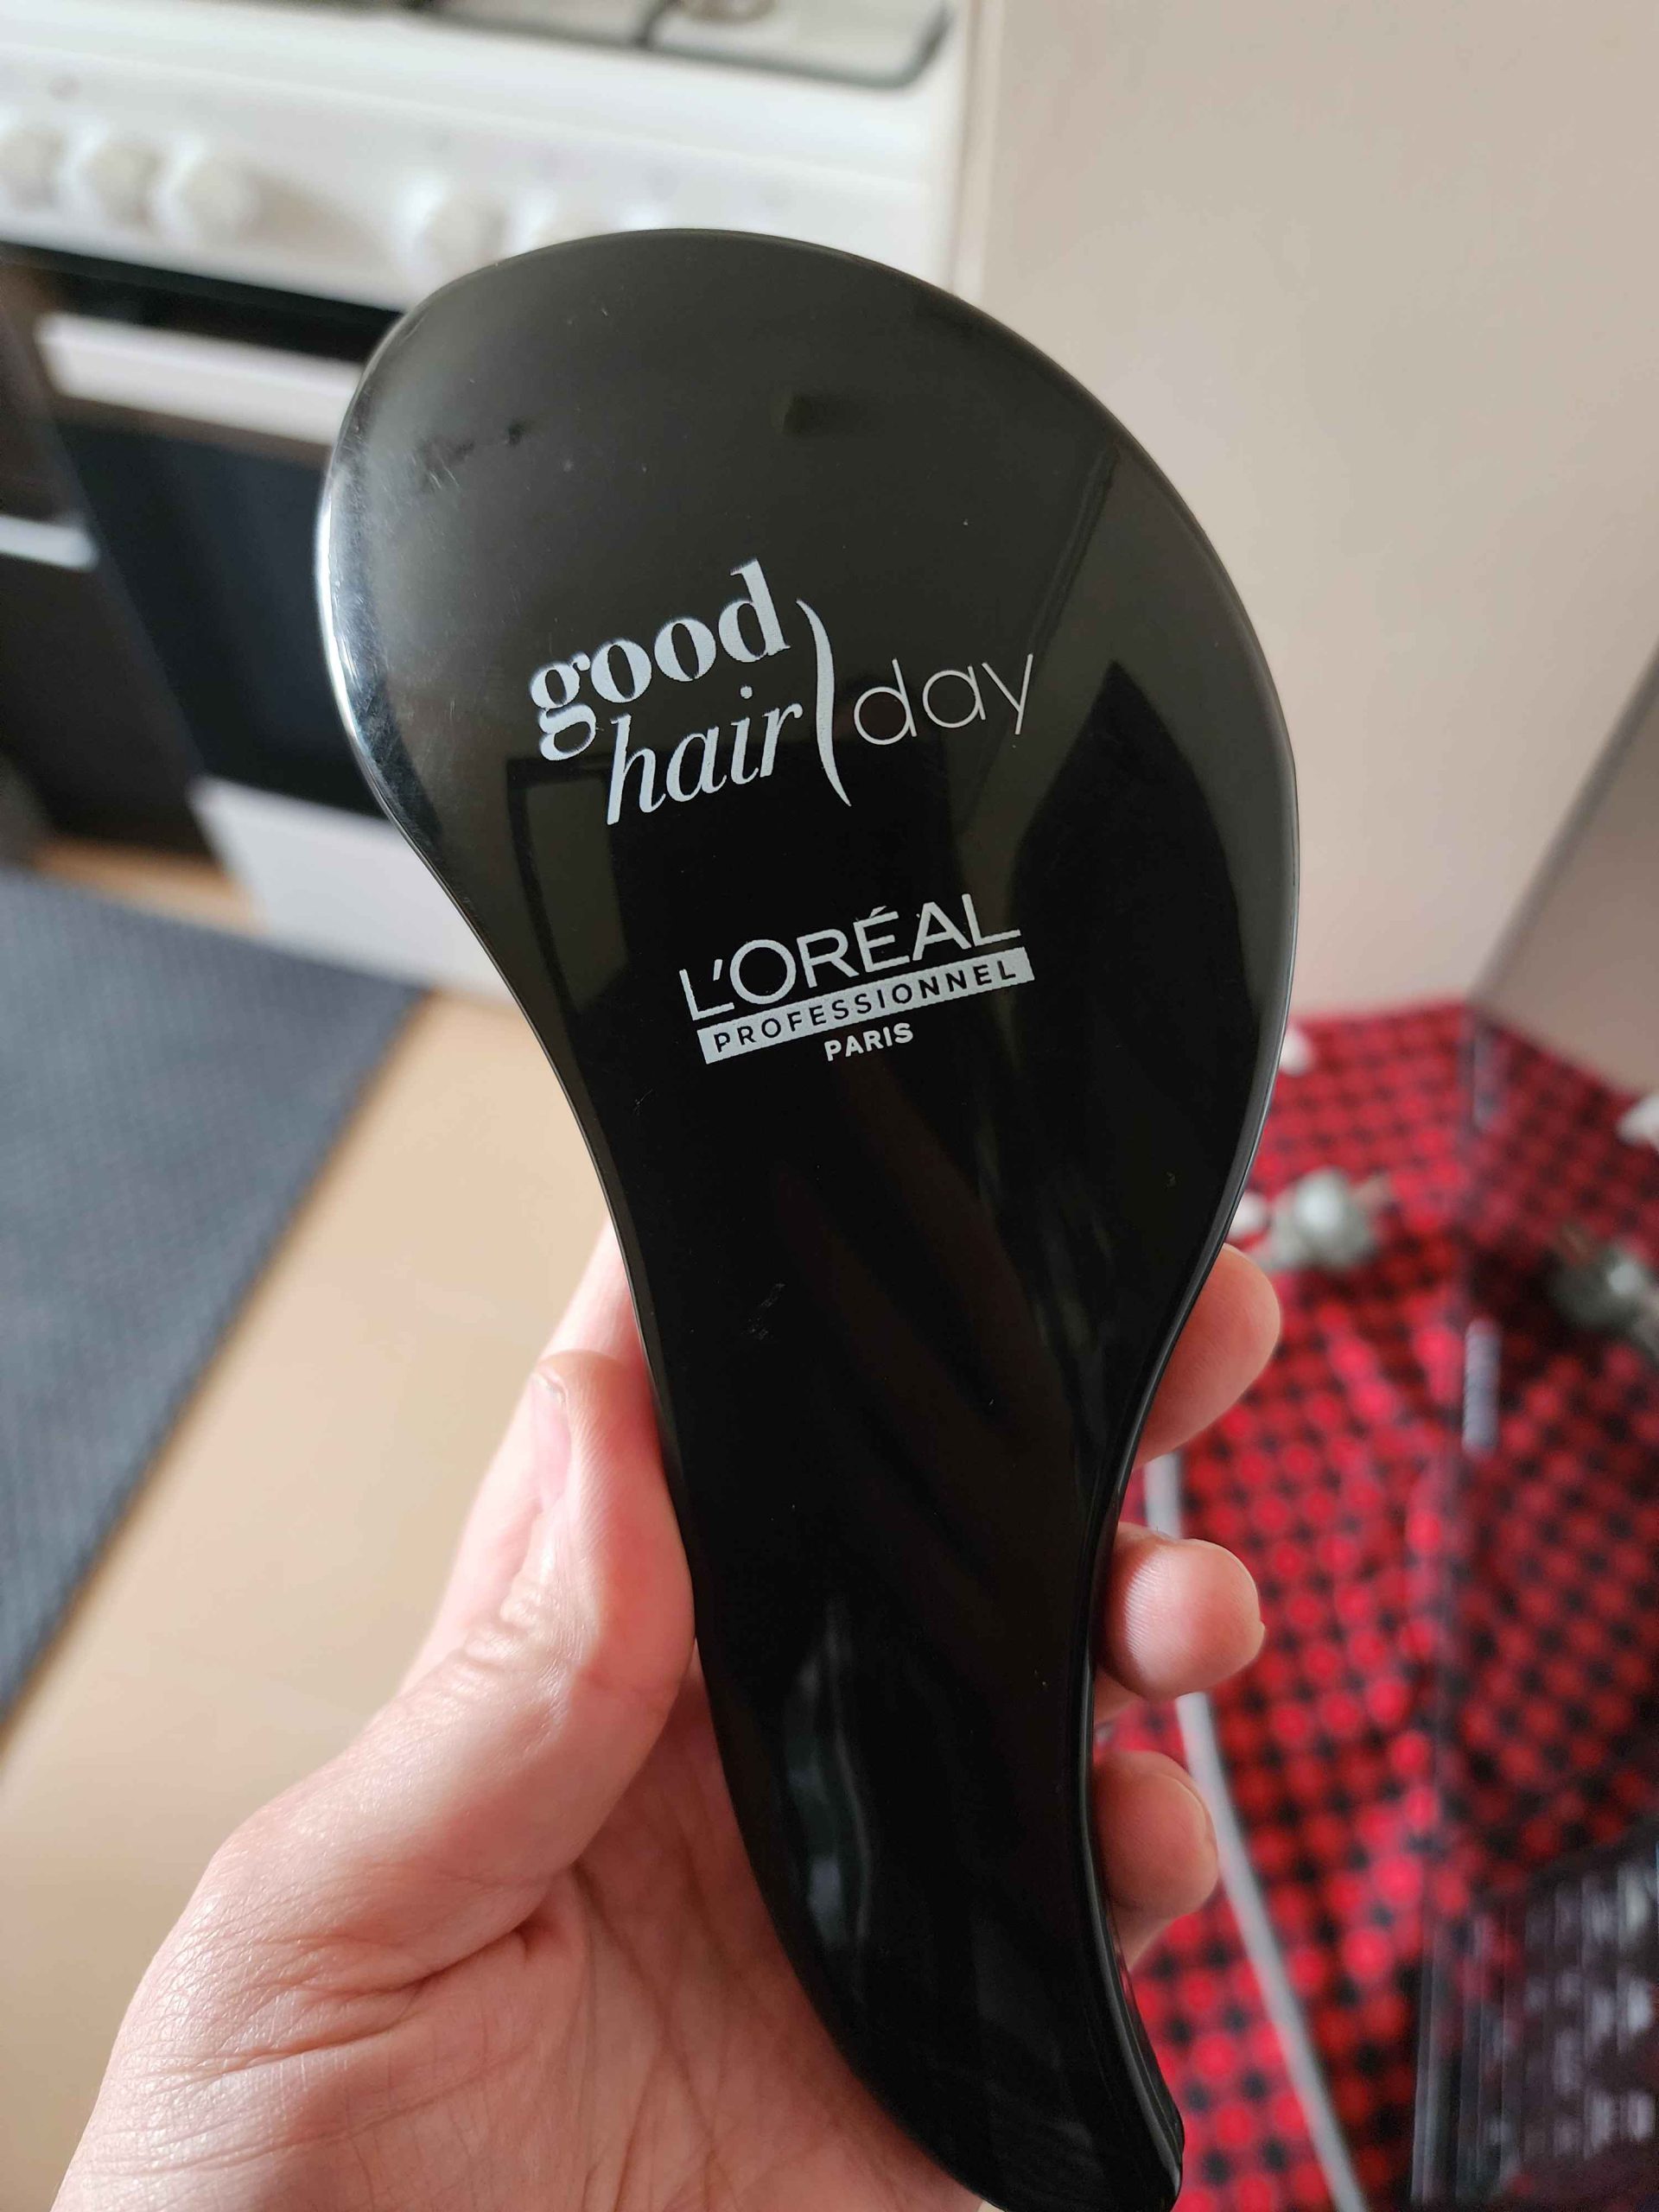 good
hair day
L'ORÉAL
PROFESSIONNEL
PARIS